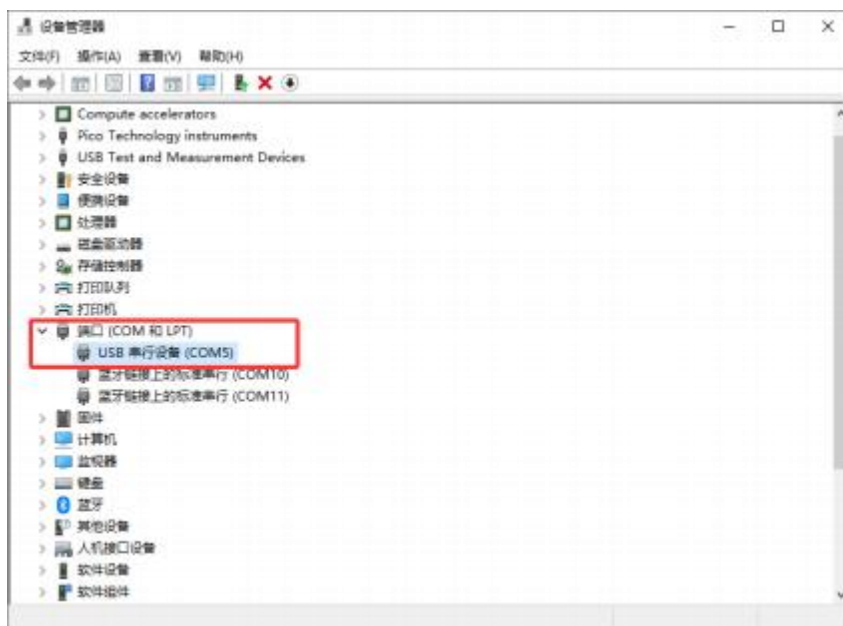 设备管理器
文件(F) 操作(A) 查看(V) 帮助(H)
Compute accelerators
Pico Technology instruments
USB Test and Measurement Devices
安全设备
便携设备
处理器
磁盘驱动器
存储控制器
打印队列
打印机
端口 (COM 和 LPT)
USB 串行设备 (COM5)
蓝牙链接上的标准串行 (COM10)
蓝牙链接上的标准串行 (COM11)
固件
计算机
监视器
键盘
蓝牙
其他设备
人机接口设备
软件设备
软件组件